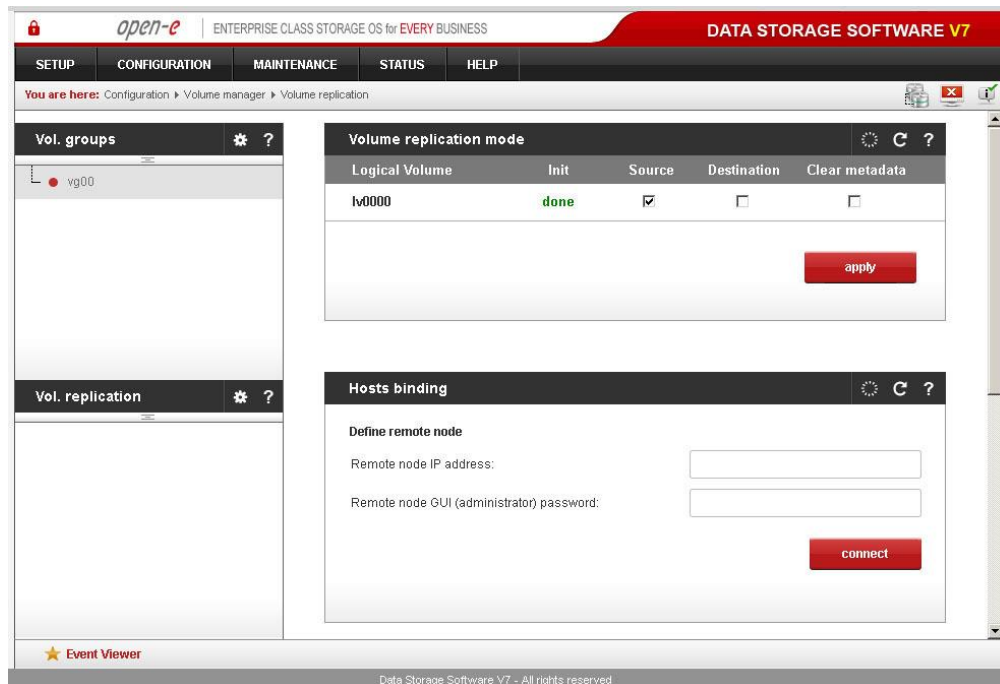 open-e ENTERPRISE CLASS STORAGE OS for EVERY BUSINESS DATA STORAGE SOFTWARE V7
SETUP CONFIGURATION MAINTENANCE STATUS HELP
You are here: Configuration ▸ Volume manager ▸ Volume replication
Vol. groups ?
vg00
Volume replication mode ?
Logical Volume Init Source Destination Clear metadata
lv0000 done
apply
Vol. replication ?
Hosts binding ?
Define remote node
Remote node IP address:
Remote node GUI (administrator) password:
connect
Event Viewer
Data Storage Software V7 - All rights reserved